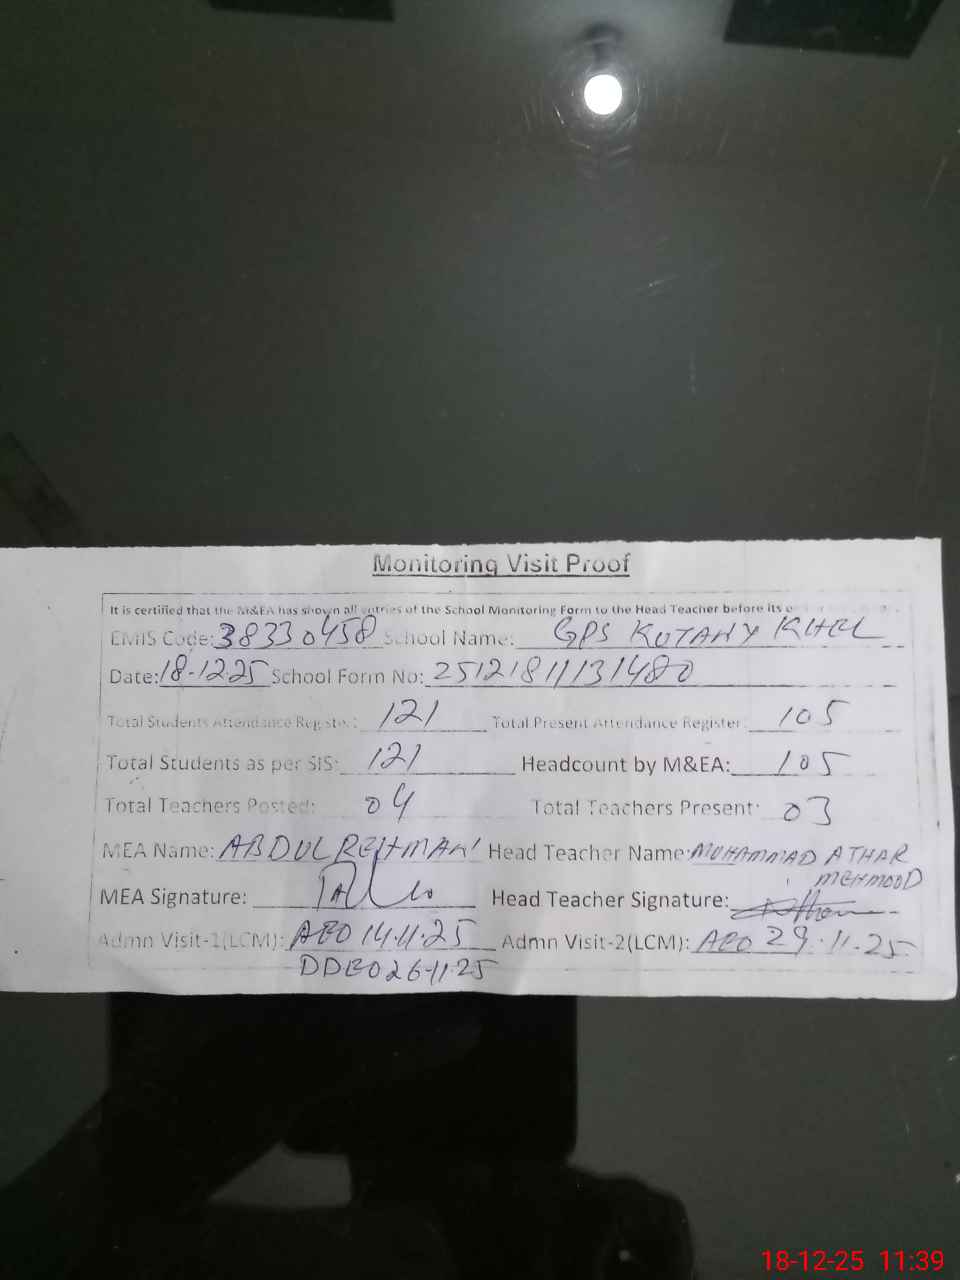 Monitoring Visit Proof
It is certified that the M&EA has shown all entries of the School Monitoring Form to the Head Teacher before its
EMIS Code: 38330458 School Name: GPS KOTAHY KHEL
Date: 18-12-25 School Form No: 25121811131480
Total Students Attendance Register: 121 Total Present Attendance Register: 105
Total Students as per SIS: 121 Headcount by M&EA: 105
Total Teachers Posted: 04 Total Teachers Present: 03
MEA Name: ABDUL REHMAN Head Teacher Name: MUHAMMAD ATHAR
MEHMOOD
MEA Signature: Head Teacher Signature:
Admn Visit-1(LCM): AEO 14.11.25 Admn Visit-2(LCM): AEO 29.11.25
DDEO 26-11-25
18-12-25 11:39